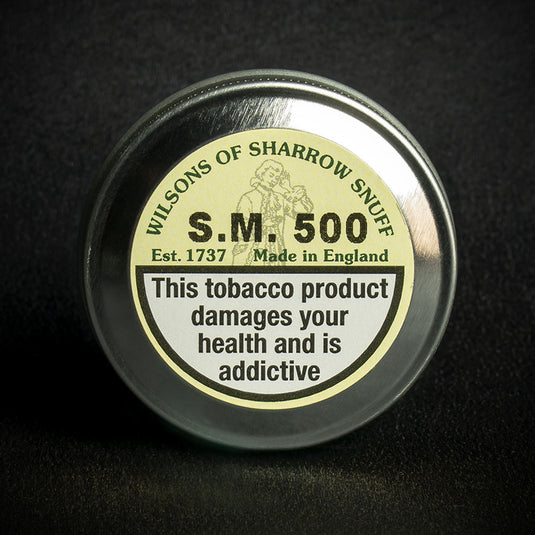 WILSONS OF SHARROW SNUFF
S.M. 500
Est. 1737 Made in England
This tobacco product
damages your
health and is
addictive